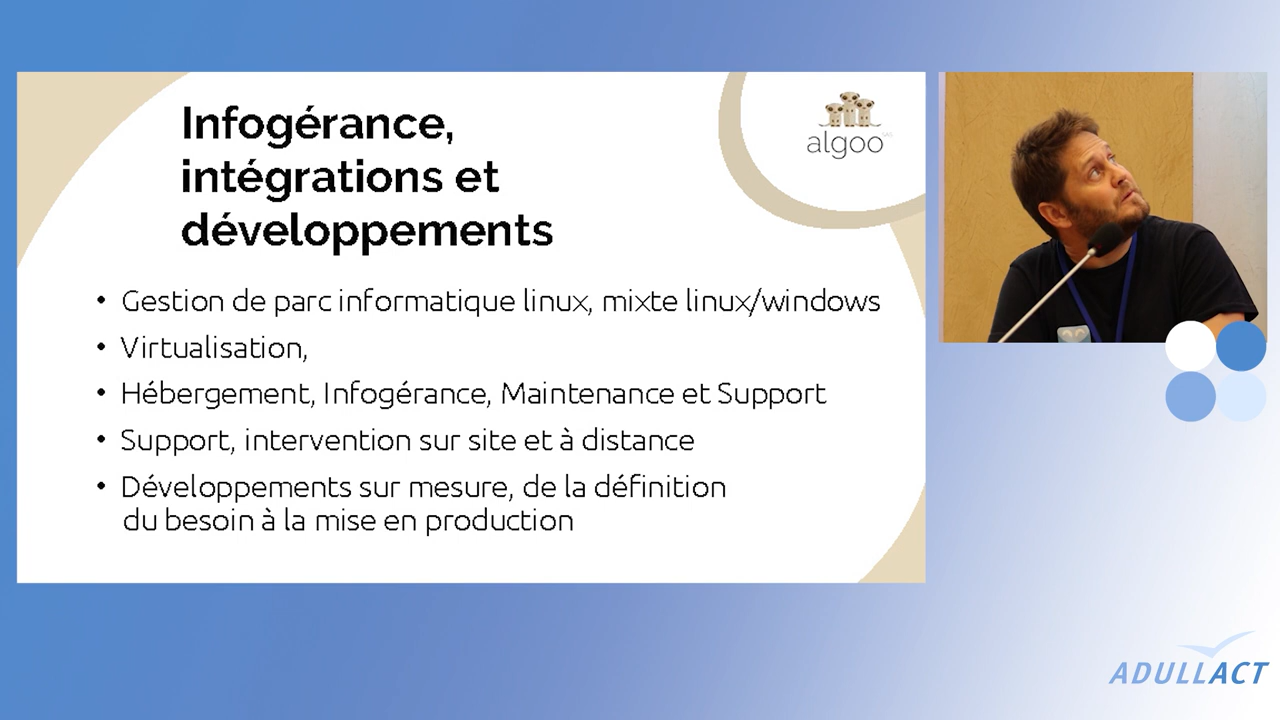 Infogérance,
intégrations et
développements
algoo
SAS
• Gestion de parc informatique linux, mixte linux/windows
• Virtualisation,
• Hébergement, Infogérance, Maintenance et Support
• Support, intervention sur site et à distance
• Développements sur mesure, de la définition
du besoin à la mise en production
ADULLACT